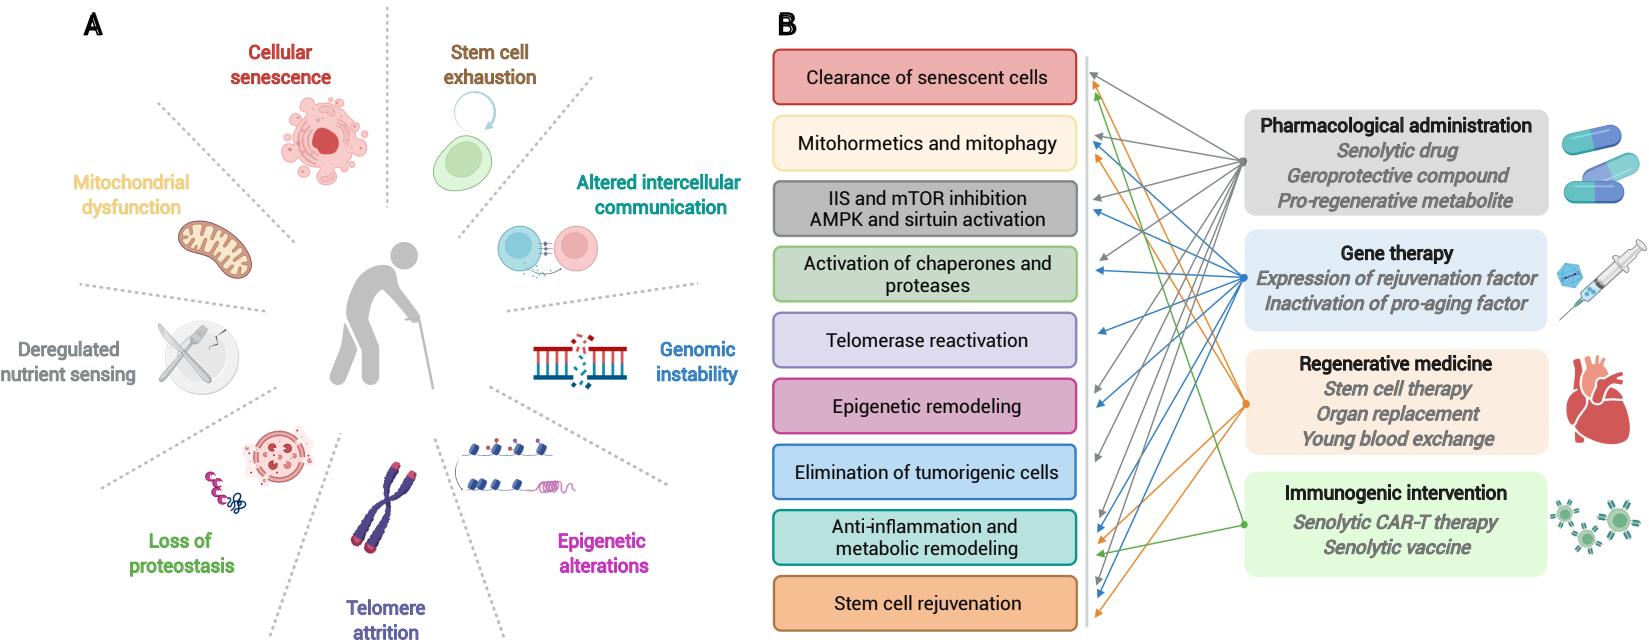 A
Cellular
senescence
Stem cell
exhaustion
Mitochondrial
dysfunction
Altered intercellular
communication
Deregulated
nutrient sensing
Genomic
instability
Loss of
proteostasis
Epigenetic
alterations
Telomere
attrition
B
Clearance of senescent cells
Mitohormetics and mitophagy
IIS and mTOR inhibition
AMPK and sirtuin activation
Activation of chaperones and
proteases
Telomerase reactivation
Epigenetic remodeling
Elimination of tumorigenic cells
Anti-inflammation and
metabolic remodeling
Stem cell rejuvenation
Pharmacological administration
Senolytic drug
Geroprotective compound
Pro-regenerative metabolite
Gene therapy
Expression of rejuvenation factor
Inactivation of pro-aging factor
Regenerative medicine
Stem cell therapy
Organ replacement
Young blood exchange
Immunogenic intervention
Senolytic CAR-T therapy
Senolytic vaccine